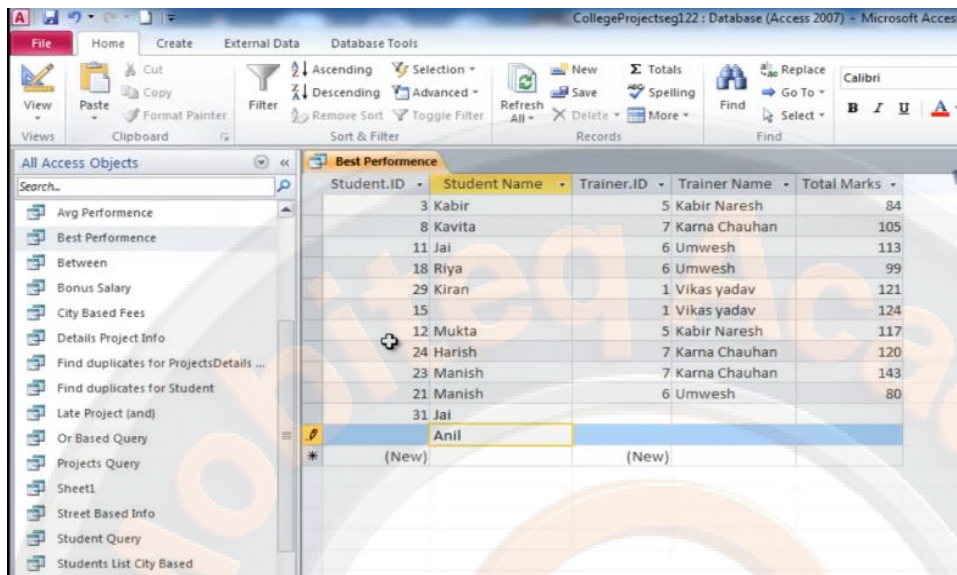 A
CollegeProjectseg122 : Database (Access 2007) - Microsoft Acces
File Home Create External Data Database Tools
View
Views
Paste
Cut
Copy
Format Painter
Clipboard
Filter
Ascending
Descending
Remove Sort
Selection
Advanced
Toggle Filter
Sort & Filter
Refresh
All
New
Save
Delete
Σ Totals
Spelling
More
Records
Find
Replace
Go To
Select
Find
Calibri
B I U A
All Access Objects «
Search..
Avg Performence
Best Performence
Between
Bonus Salary
City Based Fees
Details Project Info
Find duplicates for ProjectsDetails ...
Find duplicates for Student
Late Project (and)
Or Based Query
Projects Query
Sheet1
Street Based Info
Student Query
Students List City Based
Best Performence
Student.ID Student Name Trainer.ID Trainer Name Total Marks
3 Kabir 5 Kabir Naresh 84
8 Kavita 7 Karna Chauhan 105
11 Jai 6 Umwesh 113
18 Riya 6 Umwesh 99
29 Kiran 1 Vikas yadav 121
15 1 Vikas yadav 124
12 Mukta 5 Kabir Naresh 117
24 Harish 7 Karna Chauhan 120
23 Manish 7 Karna Chauhan 143
21 Manish 6 Umwesh 80
31 Jai
Anil
* (New) (New)